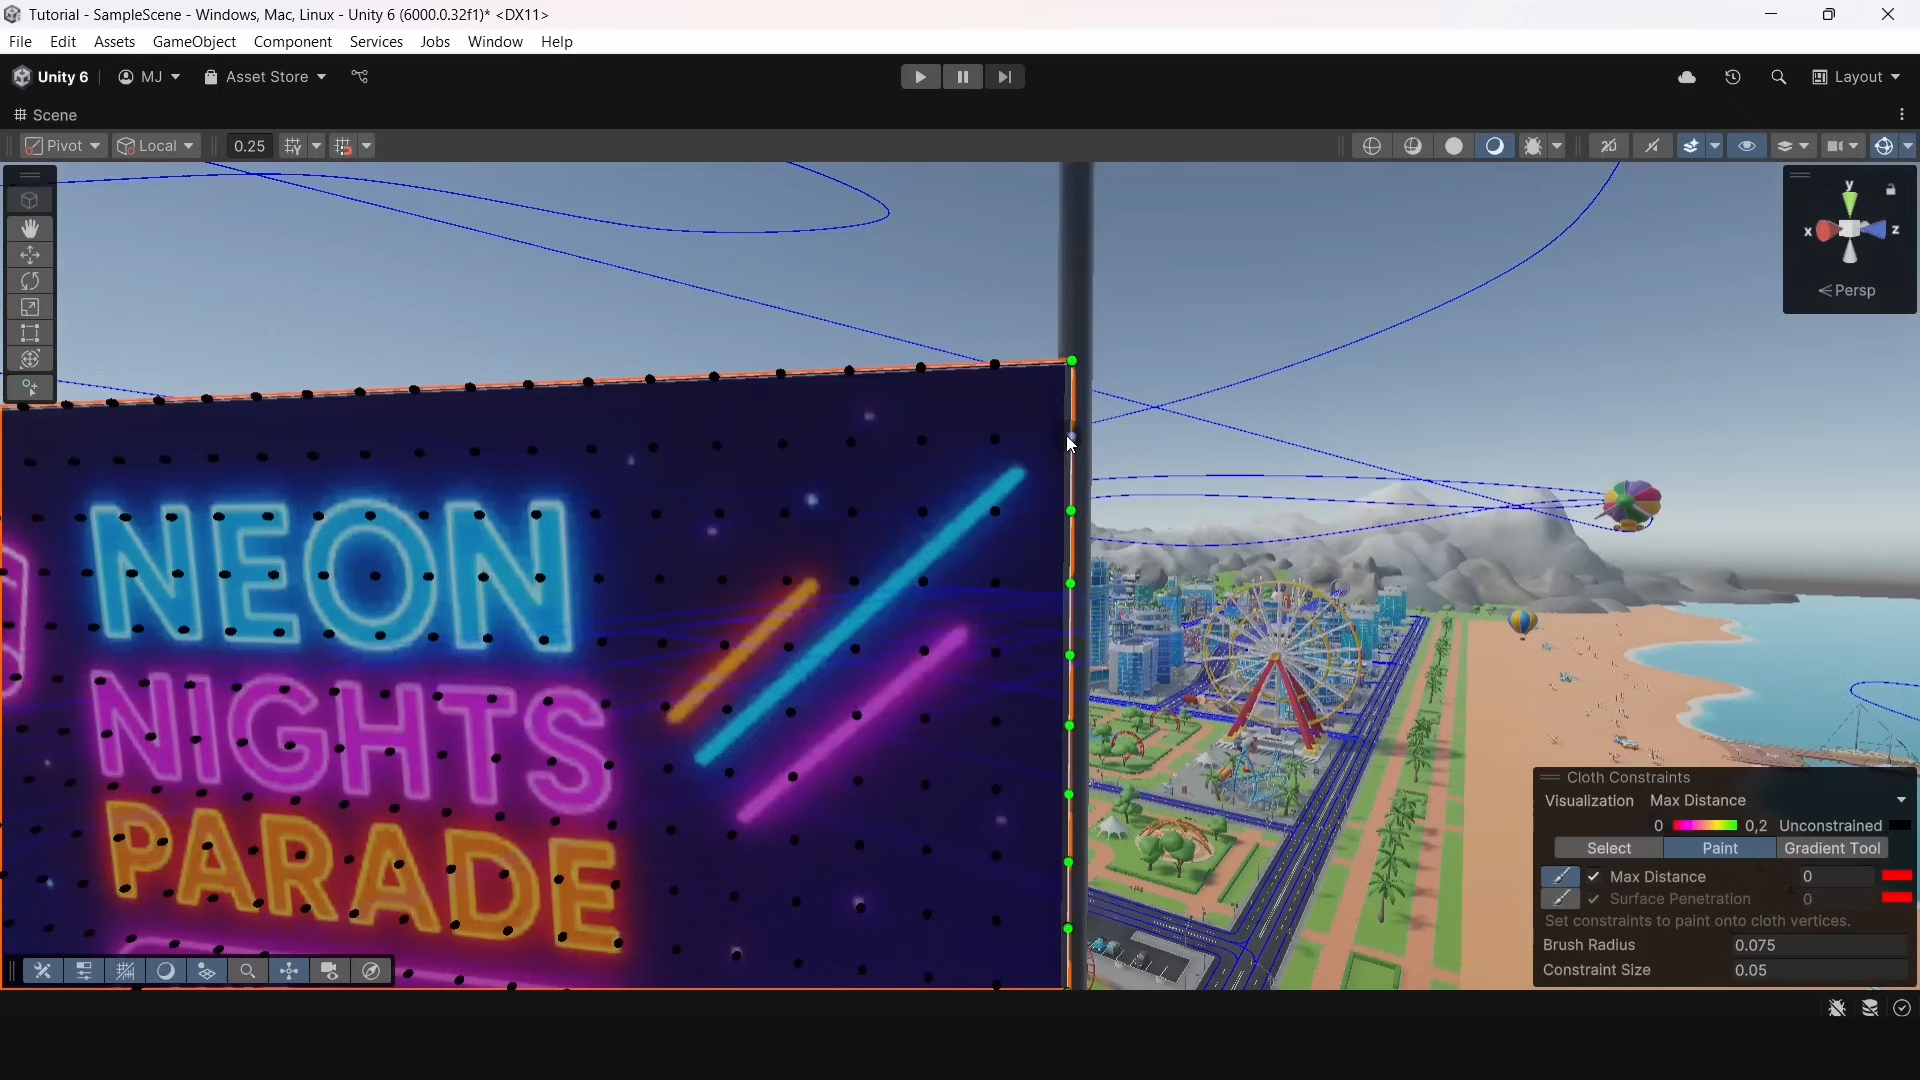 Tutorial - SampleScene - Windows, Mac, Linux - Unity 6 (6000.0.32f1)* <DX11>
File Edit Assets GameObject Component Services Jobs Window Help
Unity 6 MJ Asset Store Layout
Scene
Pivot Local 0.25 2D
y
x z
Persp
NEON
NIGHTS
PARADE
Cloth Constraints
Visualization Max Distance
0 0,2 Unconstrained
Select Paint Gradient Tool
Max Distance 0
Surface Penetration 0
Set constraints to paint onto cloth vertices.
Brush Radius 0.075
Constraint Size 0.05